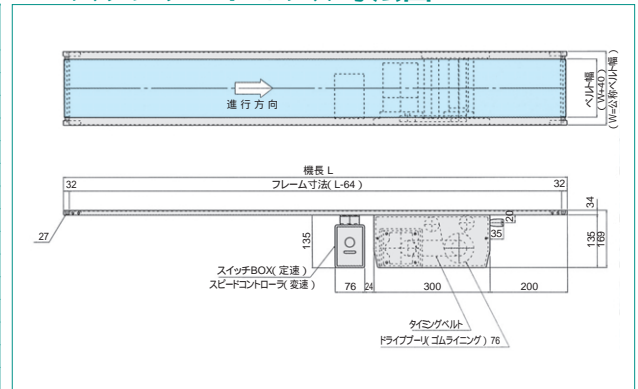 進行方向
ベルト幅
(W+40)
(W=公称ベルト幅)
機長 L
32
フレーム寸法(L-64)
32
27
34
20
35
135
135
169
スイッチBOX(定速)
スピードコントローラ(変速)
76
24
300
200
タイミングベルト
ドライブプーリ(ゴムライニング) 76